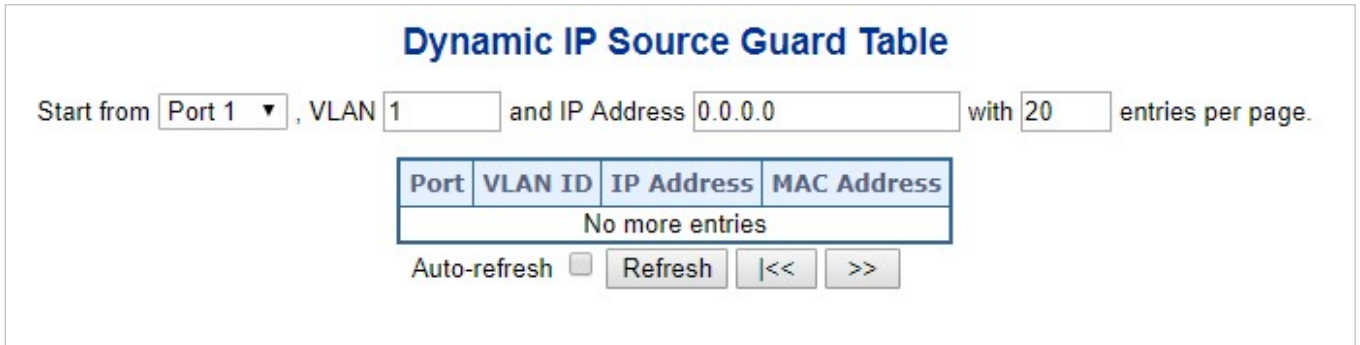 Dynamic IP Source Guard Table
Start from Port 1 ▼ , VLAN 1 and IP Address 0.0.0.0 with 20 entries per page.
Port VLAN ID IP Address MAC Address
No more entries
Auto-refresh Refresh |<< >>